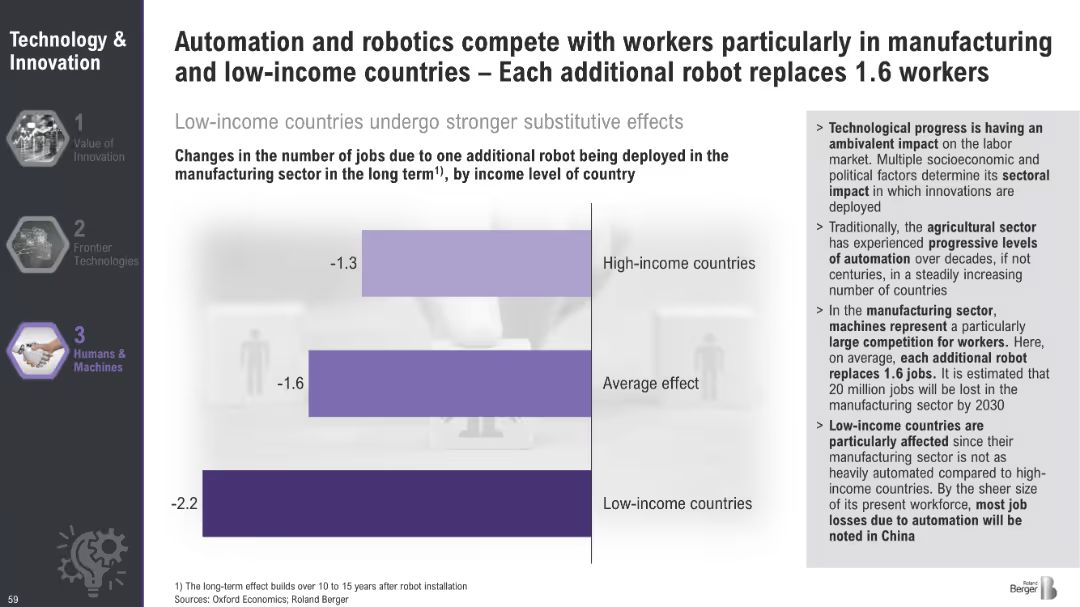 Technology &
Innovation
1
Value of
Innovation
2
Frontier
Technologies
3
Humans &
Machines
59
Automation and robotics compete with workers particularly in manufacturing
and low-income countries – Each additional robot replaces 1.6 workers
Low-income countries undergo stronger substitutive effects
Changes in the number of jobs due to one additional robot being deployed in the
manufacturing sector in the long term1), by income level of country
-1.3
High-income countries
-1.6
Average effect
-2.2
Low-income countries
> Technological progress is having an
ambivalent impact on the labor
market. Multiple socioeconomic and
political factors determine its sectoral
impact in which innovations are
deployed
> Traditionally, the agricultural sector
has experienced progressive levels
of automation over decades, if not
centuries, in a steadily increasing
number of countries
> In the manufacturing sector,
machines represent a particularly
large competition for workers. Here,
on average, each additional robot
replaces 1.6 jobs. It is estimated that
20 million jobs will be lost in the
manufacturing sector by 2030
> Low-income countries are
particularly affected since their
manufacturing sector is not as
heavily automated compared to high-
income countries. By the sheer size
of its present workforce, most job
losses due to automation will be
noted in China
1) The long-term effect builds over 10 to 15 years after robot installation
Sources: Oxford Economics; Roland Berger
Roland
Berger
B